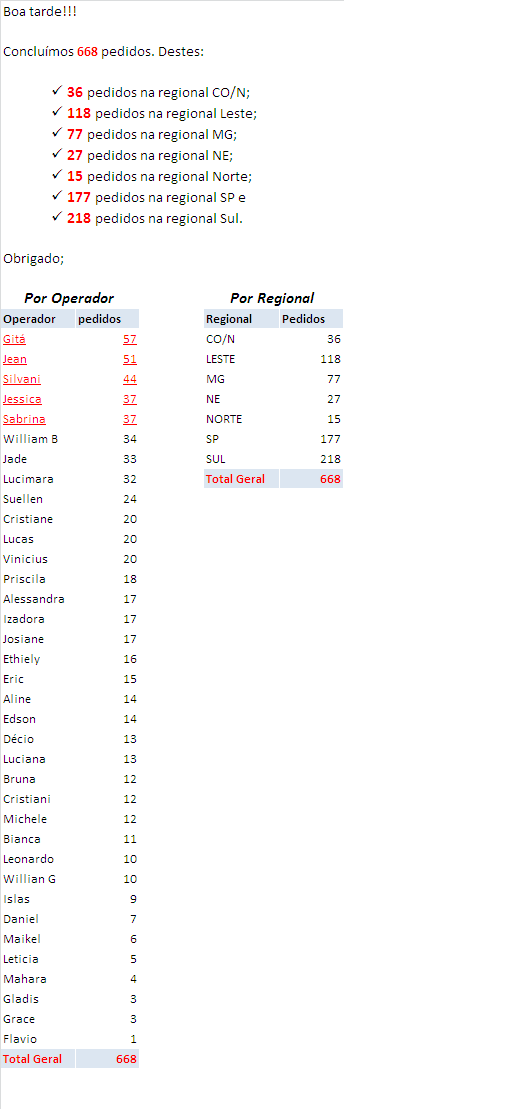 Boa tarde!!!
Concluímos 668 pedidos. Destes:
✓ 36 pedidos na regional CO/N;
✓ 118 pedidos na regional Leste;
✓ 77 pedidos na regional MG;
✓ 27 pedidos na regional NE;
✓ 15 pedidos na regional Norte;
✓ 177 pedidos na regional SP e
✓ 218 pedidos na regional Sul.
Obrigado;
Por Operador
Operador pedidos
Gitá 57
Jean 51
Silvani 44
Jessica 37
Sabrina 37
William B 34
Jade 33
Lucimara 32
Suellen 24
Cristiane 20
Lucas 20
Vinicius 20
Priscila 18
Alessandra 17
Izadora 17
Josiane 17
Ethiely 16
Eric 15
Aline 14
Edson 14
Décio 13
Luciana 13
Bruna 12
Cristiani 12
Michele 12
Bianca 11
Leonardo 10
Willian G 10
Islas 9
Daniel 7
Maikel 6
Leticia 5
Mahara 4
Gladis 3
Grace 3
Flavio 1
Total Geral 668
Por Regional
Regional Pedidos
CO/N 36
LESTE 118
MG 77
NE 27
NORTE 15
SP 177
SUL 218
Total Geral 668